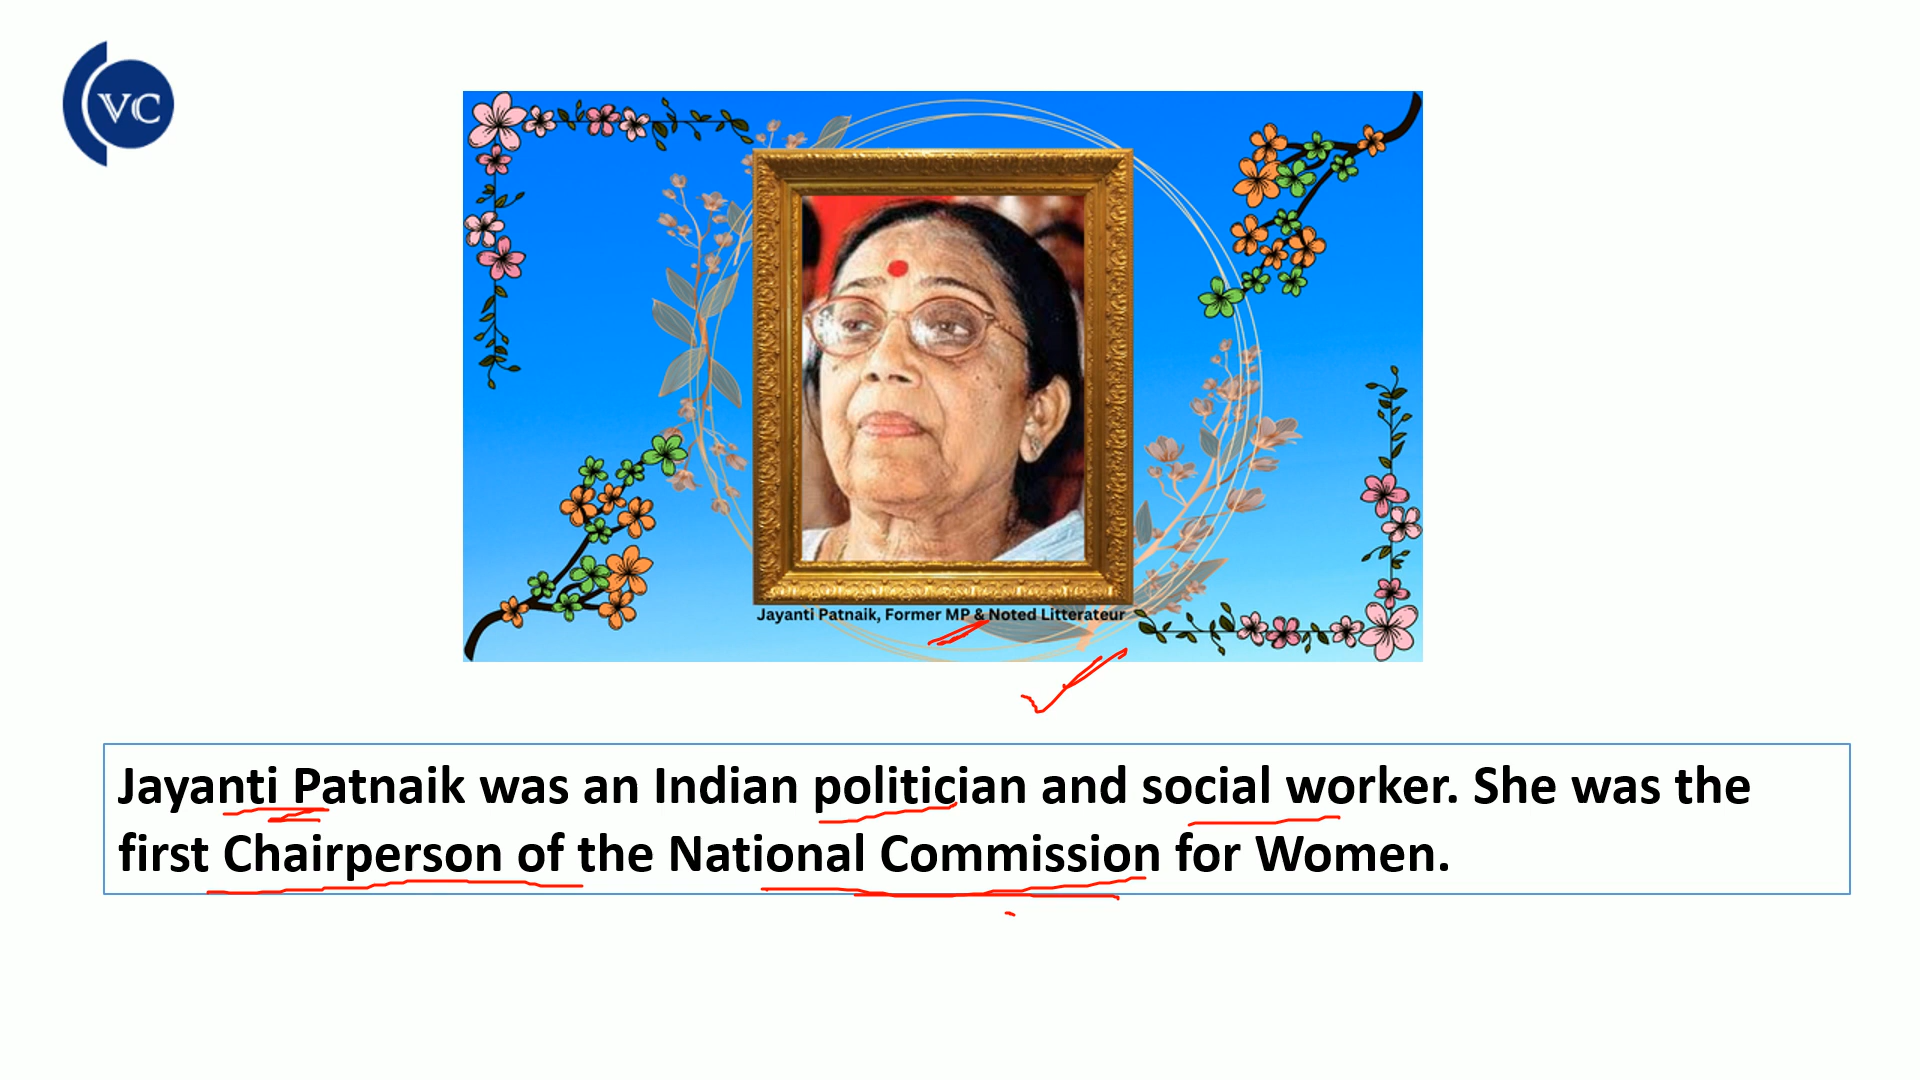 VC
Jayanti Patnaik, Former MP & Noted Litterateur
Jayanti Patnaik was an Indian politician and social worker. She was the
first Chairperson of the National Commission for Women.